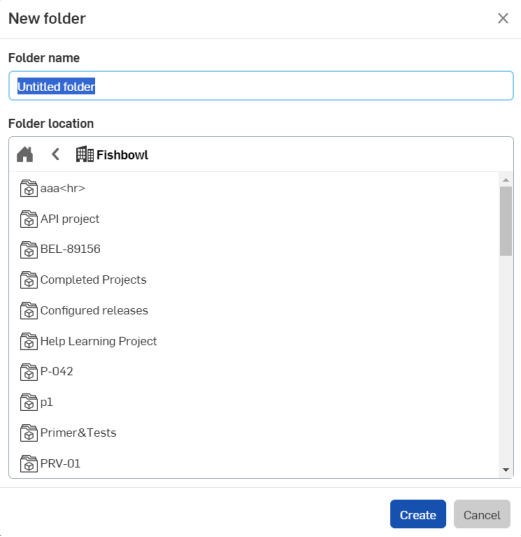 New folder
Folder name
Untitled folder
Folder location
Fishbowl
aaa<hr>
API project
BEL-89156
Completed Projects
Configured releases
Help Learning Project
P-042
p1
Primer&Tests
PRV-01
Create Cancel